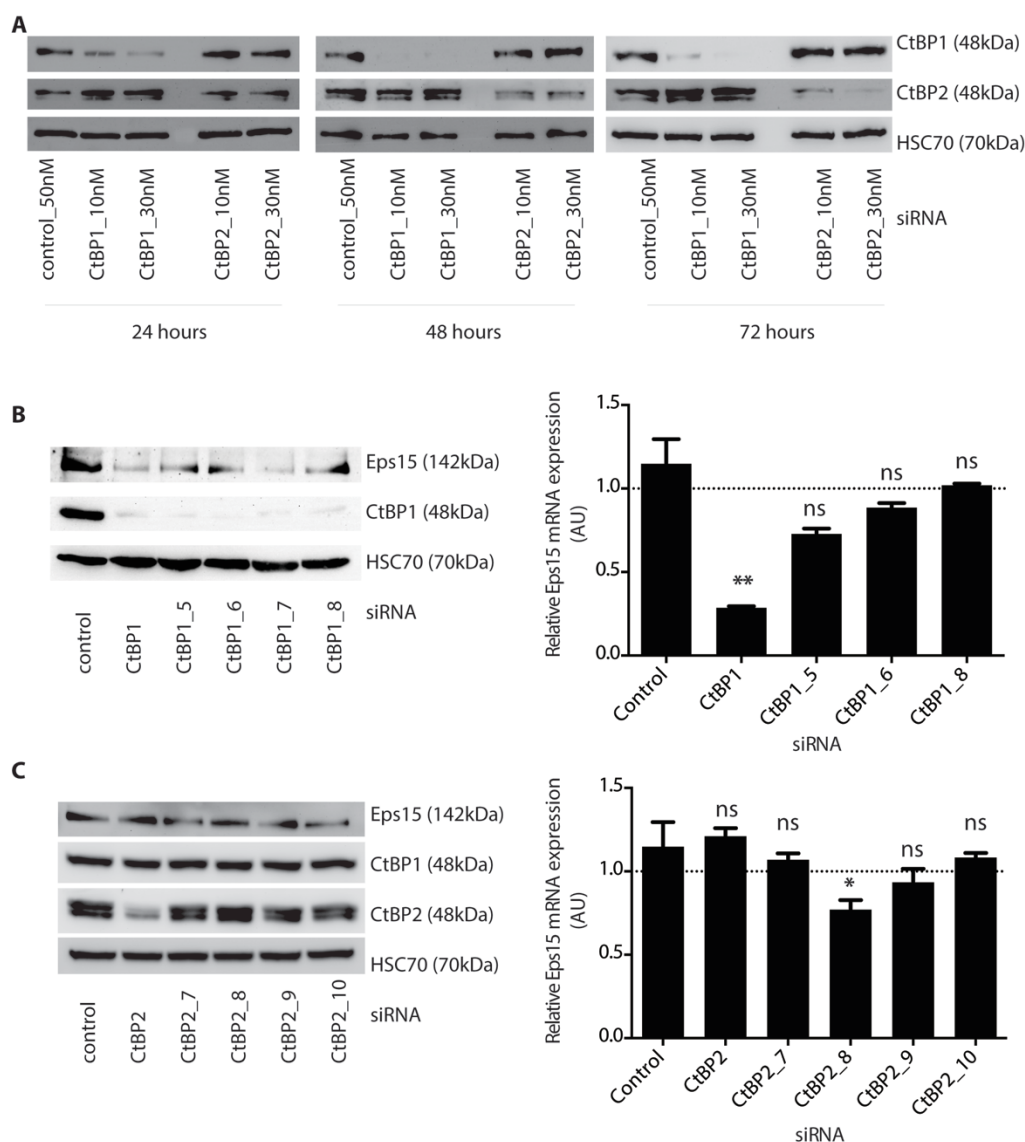 A
CtBP1 (48kDa)
CtBP2 (48kDa)
HSC70 (70kDa)
control_50nM
CtBP1_10nM
CtBP1_30nM
CtBP2_10nM
CtBP2_30nM
control_50nM
CtBP1_10nM
CtBP1_30nM
CtBP2_10nM
CtBP2_30nM
control_50nM
CtBP1_10nM
CtBP1_30nM
CtBP2_10nM
CtBP2_30nM
siRNA
24 hours
48 hours
72 hours
B
Eps15 (142kDa)
CtBP1 (48kDa)
HSC70 (70kDa)
control
CtBP1
CtBP1_5
CtBP1_6
CtBP1_7
CtBP1_8
siRNA
Relative Eps15 mRNA expression
(AU)
1.5
1.0
0.5
0.0
**
ns
ns
ns
Control
CtBP1
CtBP1_5
CtBP1_6
CtBP1_8
siRNA
C
Eps15 (142kDa)
CtBP1 (48kDa)
CtBP2 (48kDa)
HSC70 (70kDa)
control
CtBP2
CtBP2_7
CtBP2_8
CtBP2_9
CtBP2_10
siRNA
Relative Eps15 mRNA expression
(AU)
1.5
1.0
0.5
0.0
ns
ns
*
ns
ns
Control
CtBP2
CtBP2_7
CtBP2_8
CtBP2_9
CtBP2_10
siRNA